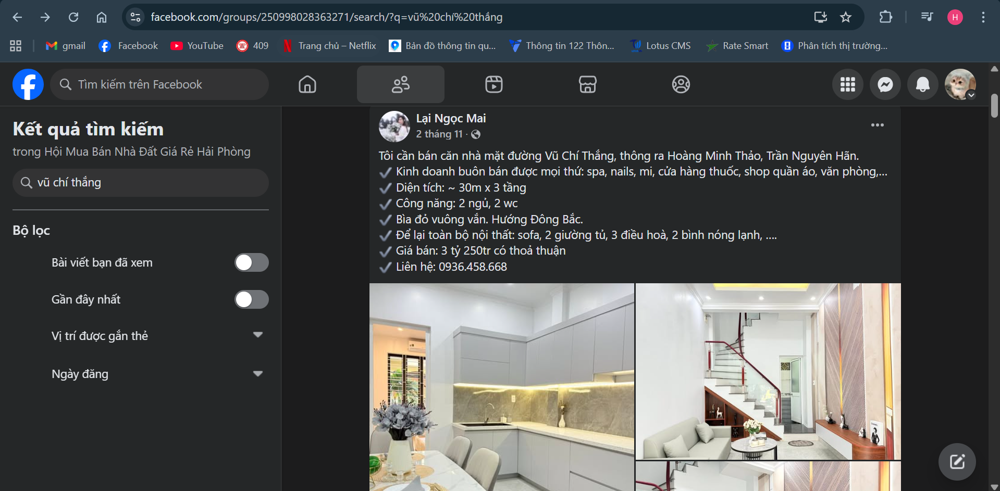 facebook.com/groups/250998028363271/search/?q=vũ%20chí%20thắng
H
gmail
Facebook
YouTube
409
Trang chủ – Netflix
Bản đồ thông tin qu...
Thông tin 122 Thôn...
Lotus CMS
Rate Smart
Phân tích thị trường...
Tìm kiếm trên Facebook
Kết quả tìm kiếm
trong Hội Mua Bán Nhà Đất Giá Rẻ Hải Phòng
vũ chí thắng
Bộ lọc
Bài viết bạn đã xem
Gần đây nhất
Vị trí được gắn thẻ
Ngày đăng
Lại Ngọc Mai
2 tháng 11 ·
Tôi cần bán căn nhà mặt đường Vũ Chí Thắng, thông ra Hoàng Minh Thảo, Trần Nguyên Hãn.
✔ Kinh doanh buôn bán được mọi thứ: spa, nails, mi, cửa hàng thuốc, shop quần áo, văn phòng,...
✔ Diện tích: ~ 30m x 3 tầng
✔ Công năng: 2 ngủ, 2 wc
✔ Bìa đỏ vuông vắn. Hướng Đông Bắc.
✔ Để lại toàn bộ nội thất: sofa, 2 giường tủ, 3 điều hoà, 2 bình nóng lạnh, ....
✔ Giá bán: 3 tỷ 250tr có thoả thuận
✔ Liên hệ: 0936.458.668